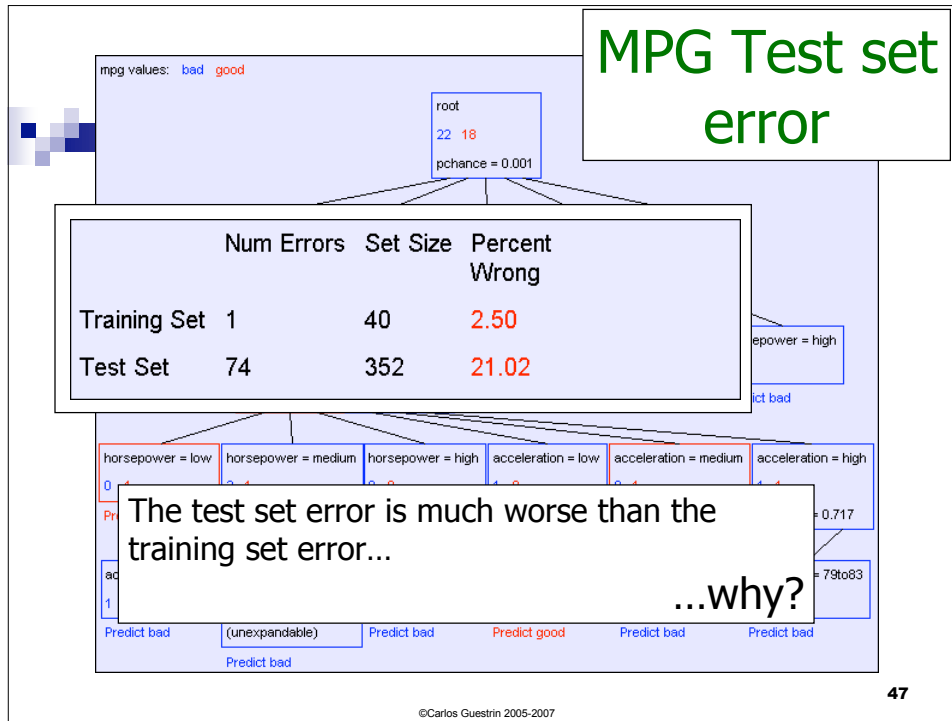 MPG Test set
error
mpg values: bad good
root
22 18
pchance = 0.001
Num Errors Set Size Percent
Wrong
Training Set 1 40 2.50
Test Set 74 352 21.02
epower = high
ict bad
horsepower = low horsepower = medium horsepower = high acceleration = low acceleration = medium acceleration = high
0
Pr
= 0.717
The test set error is much worse than the
training set error…
…why?
ac
= 79to83
1
Predict bad (unexpandable) Predict bad Predict good Predict bad Predict bad
Predict bad
47
©Carlos Guestrin 2005-2007